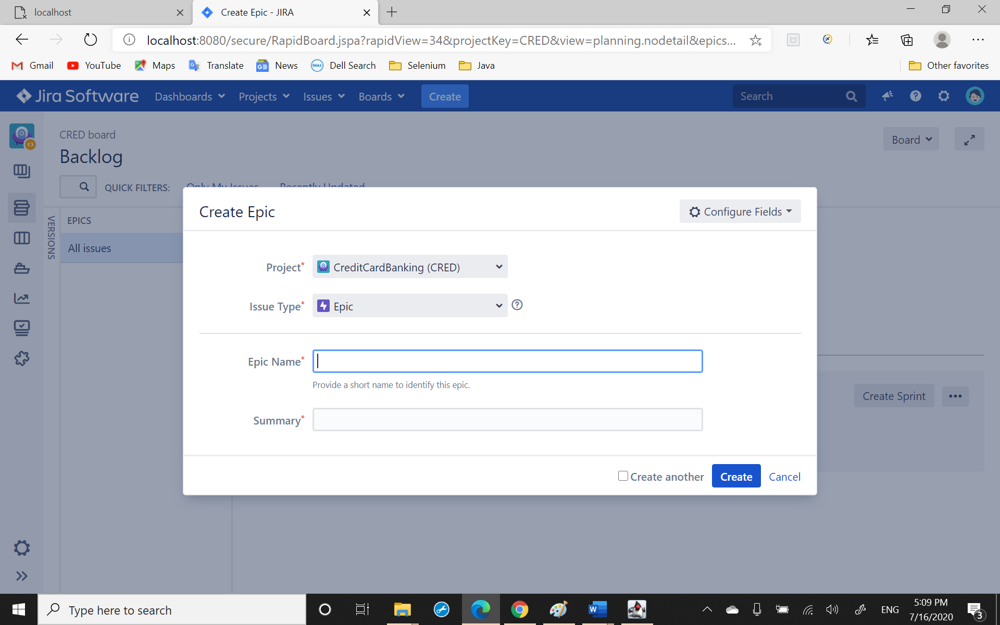 localhost
Create Epic - JIRA
localhost:8080/secure/RapidBoard.jspa?rapidView=34&projectKey=CRED&view=planning.nodetail&epics...
Gmail YouTube Maps Translate News Dell Search Selenium Java Other favorites
Jira Software Dashboards Projects Issues Boards Create Search
CRED board
Board
Backlog
QUICK FILTERS: Only My Issues Recently Updated
VERSIONS
EPICS
All issues
Create Epic
Configure Fields
Project* CreditCardBanking (CRED)
Issue Type* Epic
Epic Name*
Provide a short name to identify this epic.
Create Sprint
Summary*
Create another Create Cancel
Type here to search
ENG
5:09 PM
7/16/2020
3